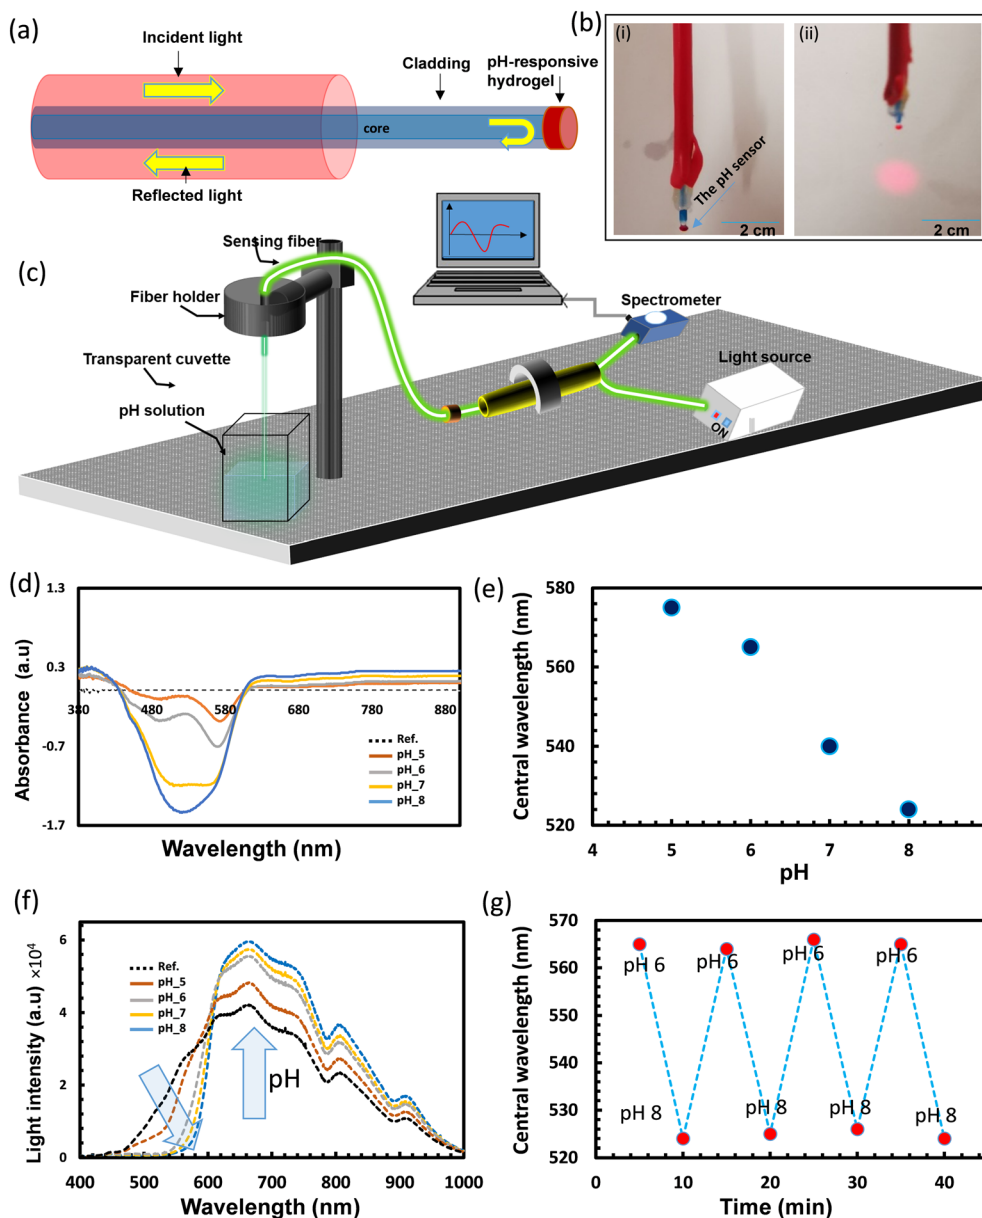 (a)
Incident light
Cladding
pH-responsive
hydrogel
core
Reflected light
(b)
(i)
(ii)
The pH sensor
2 cm
2 cm
(c)
Sensing fiber
Fiber holder
Transparent cuvette
pH solution
Spectrometer
Light source
ON
(d)
1.3
0.3
-0.7
-1.7
Absorbance (a.u)
380
480
580
680
780
880
Ref.
pH_5
pH_6
pH_7
pH_8
Wavelength (nm)
(e)
580
560
540
520
Central wavelength (nm)
4
5
6
7
8
pH
(f)
6
4
2
0
Light intensity (a.u) ×10⁴
Ref.
pH_5
pH_6
pH_7
pH_8
pH
400
500
600
700
800
900
1000
Wavelength (nm)
(g)
570
560
550
540
530
520
Central wavelength (nm)
pH 6
pH 6
pH 6
pH 6
pH 8
pH 8
pH 8
pH 8
0
10
20
30
40
Time (min)